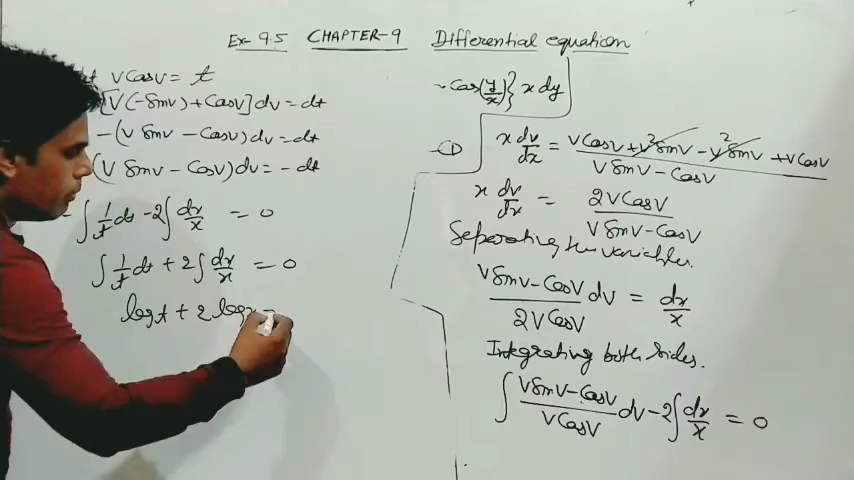 Ex-9.5 CHAPTER-9 Differential equation
v Cosv = t
[v(-Sinv) + Cosv] dv = dt
-(v Sinv - Cosv) dv = dt
(v Sinv - Cosv) dv = - dt
∫ 1/t dt - 2∫ dx/x = 0
∫ 1/t dt + 2∫ dx/x = 0
log t + 2 log x =
- Cos(y/x)} x dy
x dv/dx = (v Cosv + v² Sinv - v² Sinv + v Cosv)/(v Sinv - Cosv)
x dv/dx = 2v Cosv/(v Sinv - Cosv)
Seperating the variables.
(v Sinv - Cosv)/(2v Cosv) dv = dx/x
Integrating both Sides.
∫ (v Sinv - Cosv)/(v Cosv) dv - 2∫ dx/x = 0